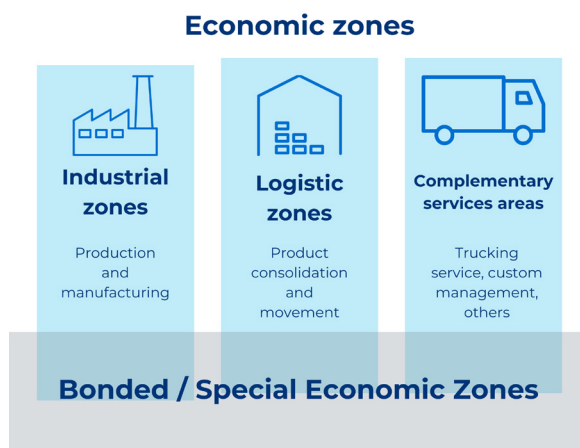 Economic zones
Industrial
zones
Production
and
manufacturing
Logistic
zones
Product
consolidation
and
movement
Complementary
services areas
Trucking
service, custom
management,
others
Bonded / Special Economic Zones